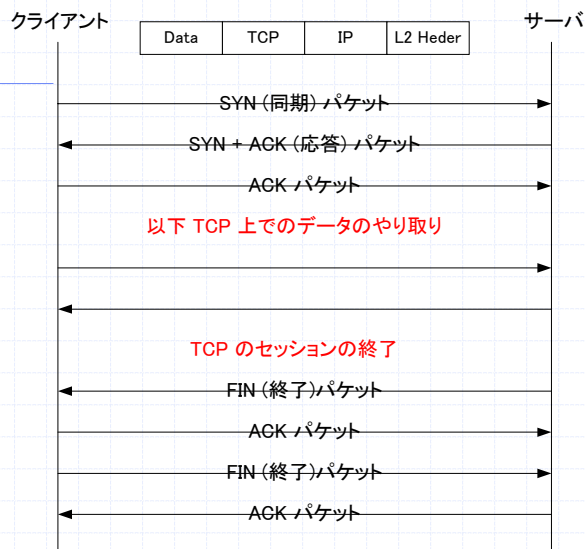 クライアント
サーバ
Data TCP IP L2 Heder
SYN (同期) パケット
SYN + ACK (応答) パケット
ACK パケット
以下 TCP 上でのデータのやり取り
TCP のセッションの終了
FIN (終了)パケット
ACK パケット
FIN (終了)パケット
ACK パケット